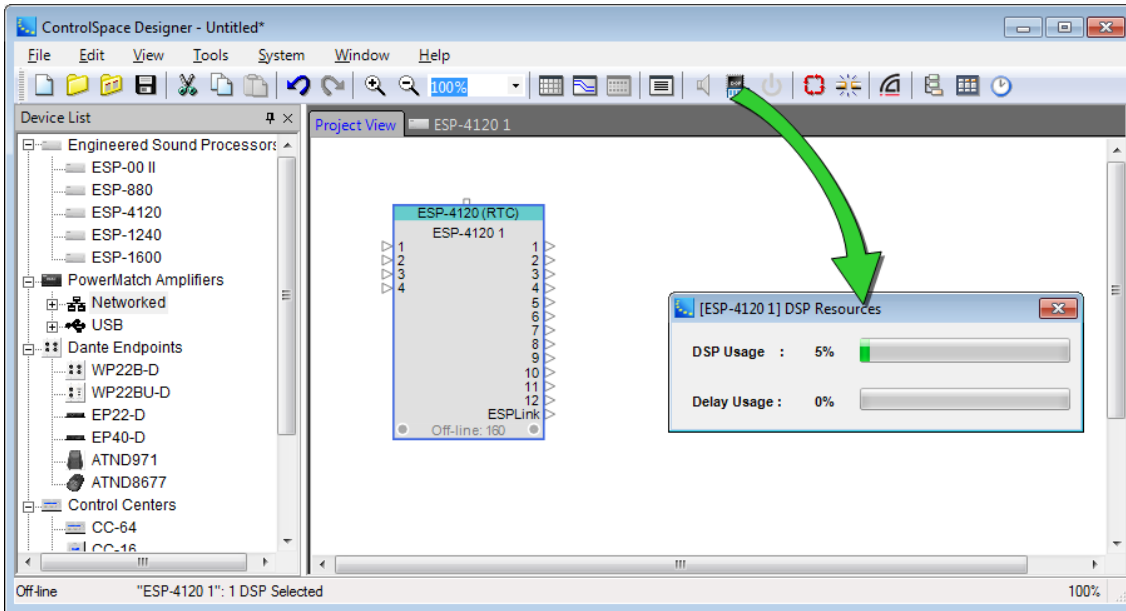 ControlSpace Designer - Untitled*
File Edit View Tools System Window Help
100%
Device List
Engineered Sound Processors
ESP-00 II
ESP-880
ESP-4120
ESP-1240
ESP-1600
PowerMatch Amplifiers
Networked
USB
Dante Endpoints
WP22B-D
WP22BU-D
EP22-D
EP40-D
ATND971
ATND8677
Control Centers
CC-64
CC-16
Project View ESP-4120 1
ESP-4120 (RTC)
ESP-4120 1
1 1
2 2
3 3
4 4
5
6
7
8
9
10
11
12
ESPLink
Off-line: 160
[ESP-4120 1] DSP Resources
DSP Usage : 5%
Delay Usage : 0%
Off-line "ESP-4120 1": 1 DSP Selected 100%